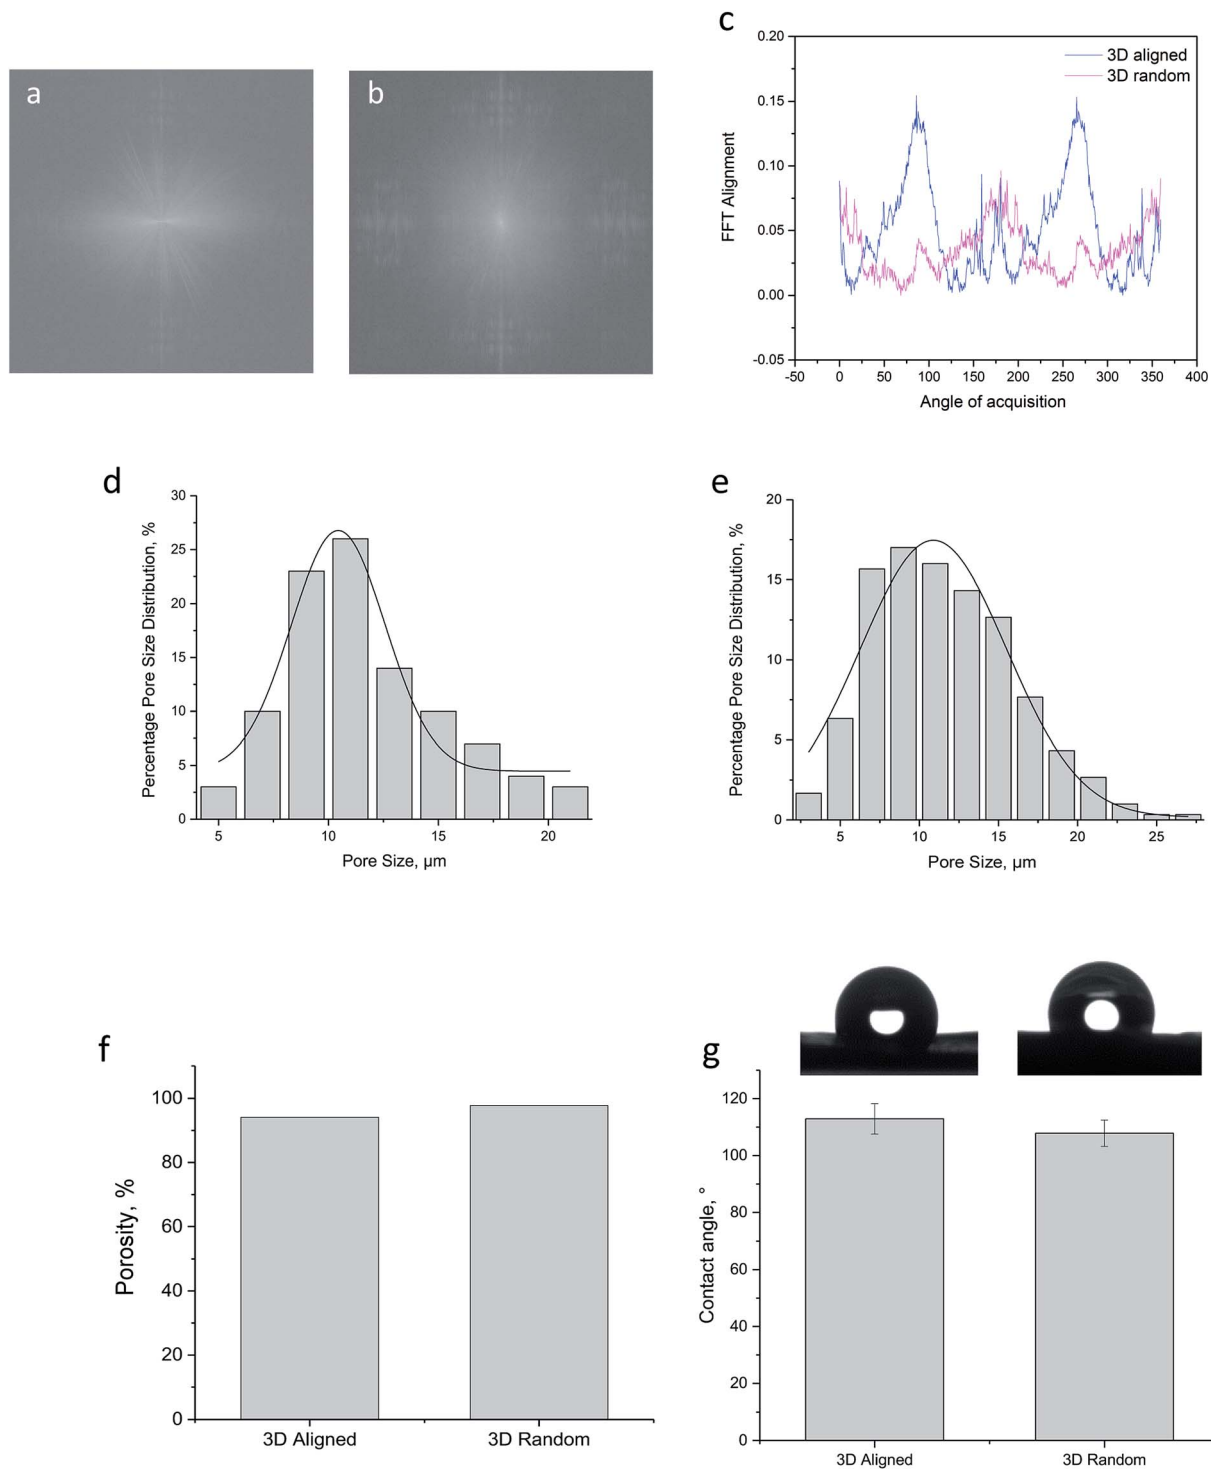 c
a
b
0.20
0.15
0.10
0.05
0.00
-0.05
FFT Alignment
3D aligned
3D random
-50 0 50 100 150 200 250 300 350 400
Angle of acquisition
d
30
25
20
15
10
5
0
Percentage Pore Size Distribution, %
5 10 15 20
Pore Size, µm
e
20
15
10
5
0
Percentage Pore Size Distribution, %
5 10 15 20 25
Pore Size, µm
f
100
80
60
40
20
0
Porosity, %
3D Aligned 3D Random
g
120
100
80
60
40
20
0
Contact angle, °
3D Aligned 3D Random